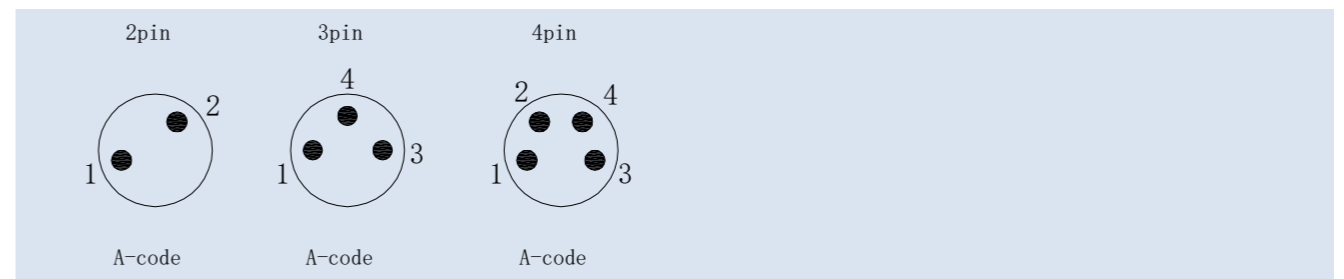 2pin 3pin 4pin
4 2 4
2
1 1 3 1 3
A-code A-code A-code